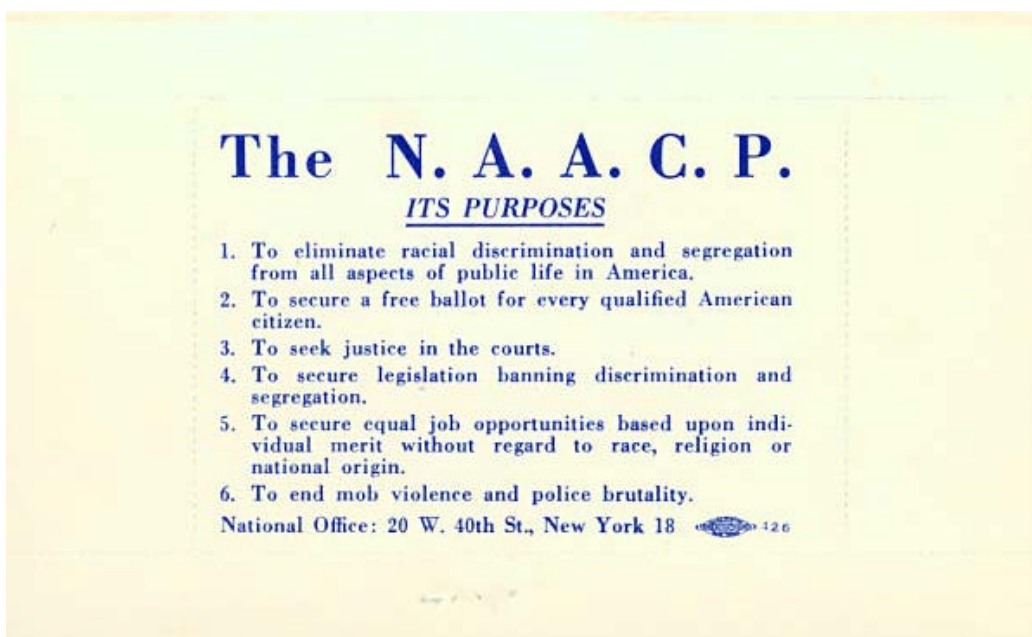 The N. A. A. C. P.
ITS PURPOSES
1. To eliminate racial discrimination and segregation
from all aspects of public life in America.
2. To secure a free ballot for every qualified American
citizen.
3. To seek justice in the courts.
4. To secure legislation banning discrimination and
segregation.
5. To secure equal job opportunities based upon indi-
vidual merit without regard to race, religion or
national origin.
6. To end mob violence and police brutality.
National Office: 20 W. 40th St., New York 18 126